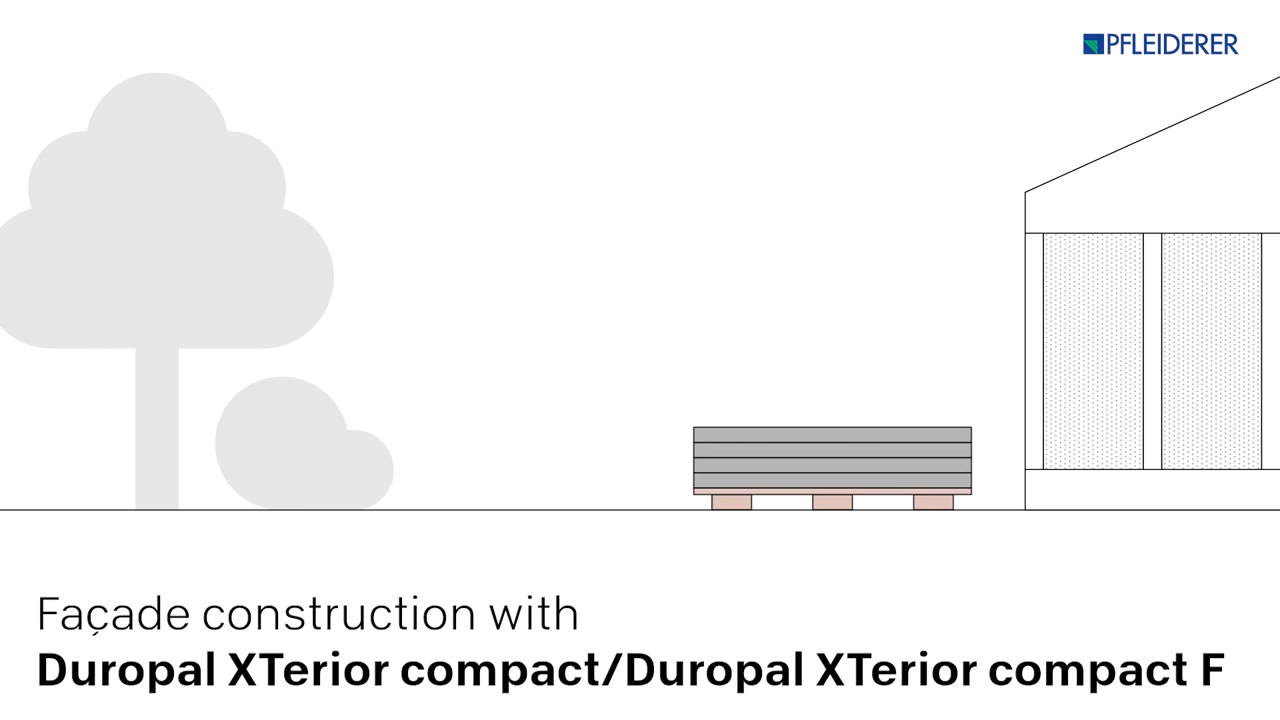 PFLEIDERER
Façade construction with
Duropal XTerior compact/Duropal XTerior compact F